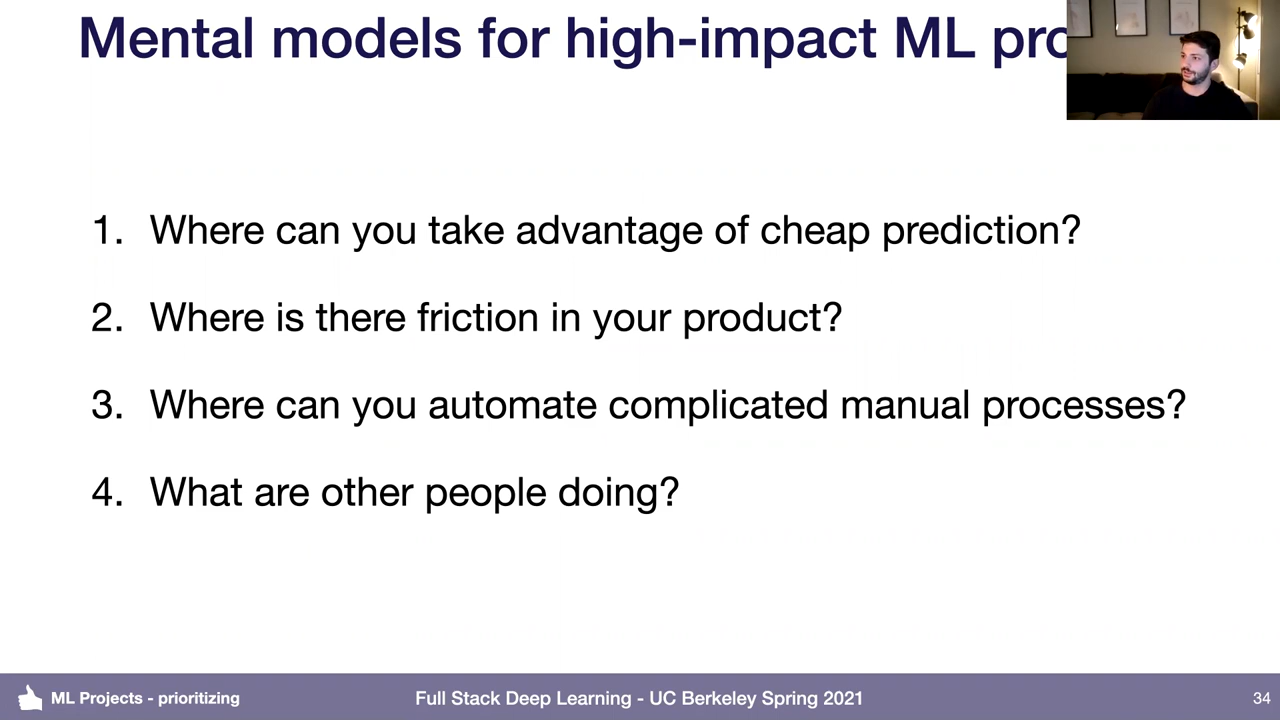 Mental models for high-impact ML pro
1. Where can you take advantage of cheap prediction?
2. Where is there friction in your product?
3. Where can you automate complicated manual processes?
4. What are other people doing?
ML Projects - prioritizing
Full Stack Deep Learning - UC Berkeley Spring 2021
34